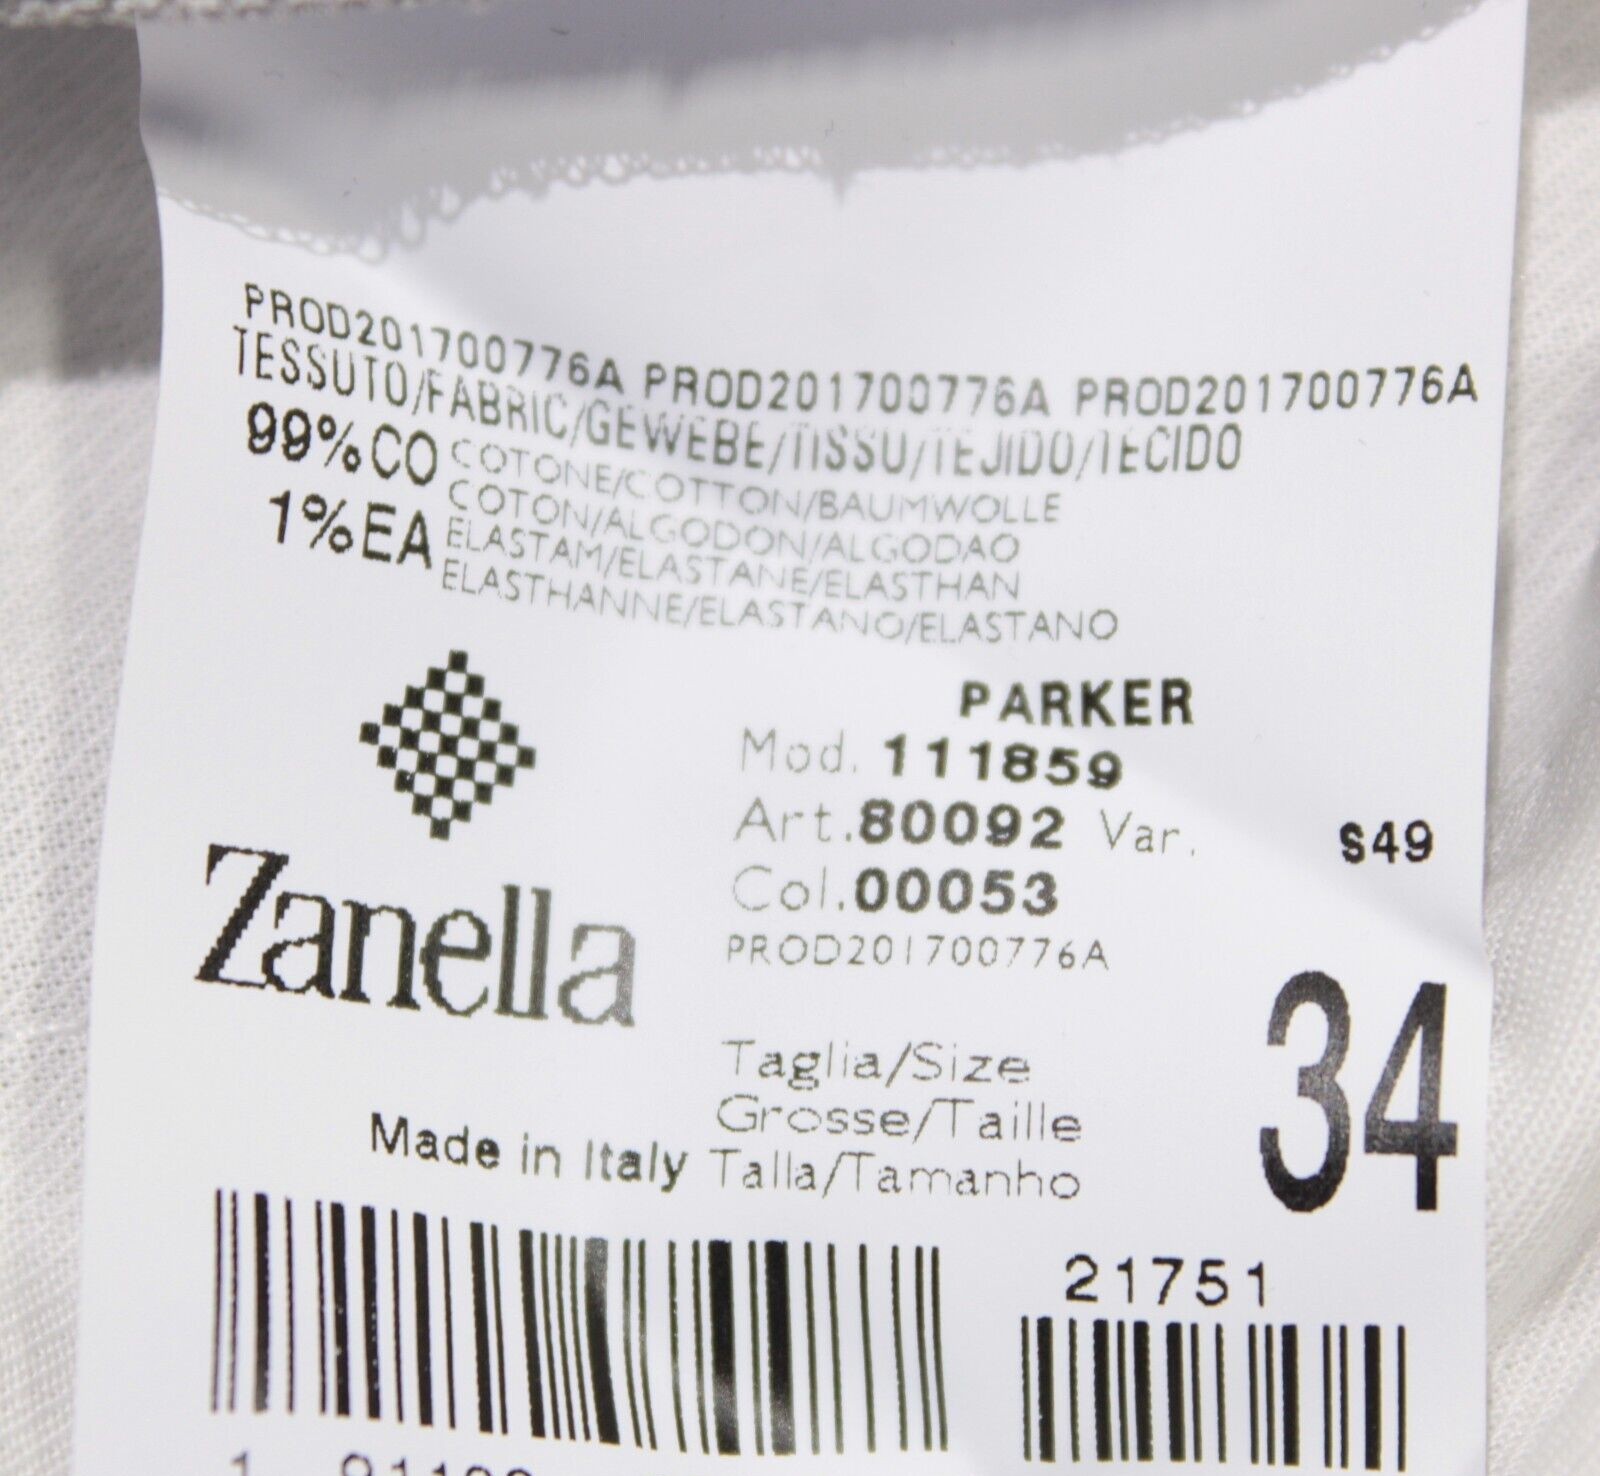 PROD201700776A PROD201700776A PROD201700776A
TESSUTO/FABRIC/GEWEBE/TISSU/TEJIDO/TECIDO
99%CO COTONE/COTTON/BAUMWOLLE
COTON/ALGODON/ALGODAO
1%EA ELASTAM/ELASTANE/ELASTHAN
ELASTHANNE/ELASTANO/ELASTANO
PARKER
Mod. 111859
Art.80092 Var. S49
Col.00053
PROD201700776A
Zanella
Taglia/Size
Grosse/Taille
Talla/Tamanho
34
Made in Italy
21751